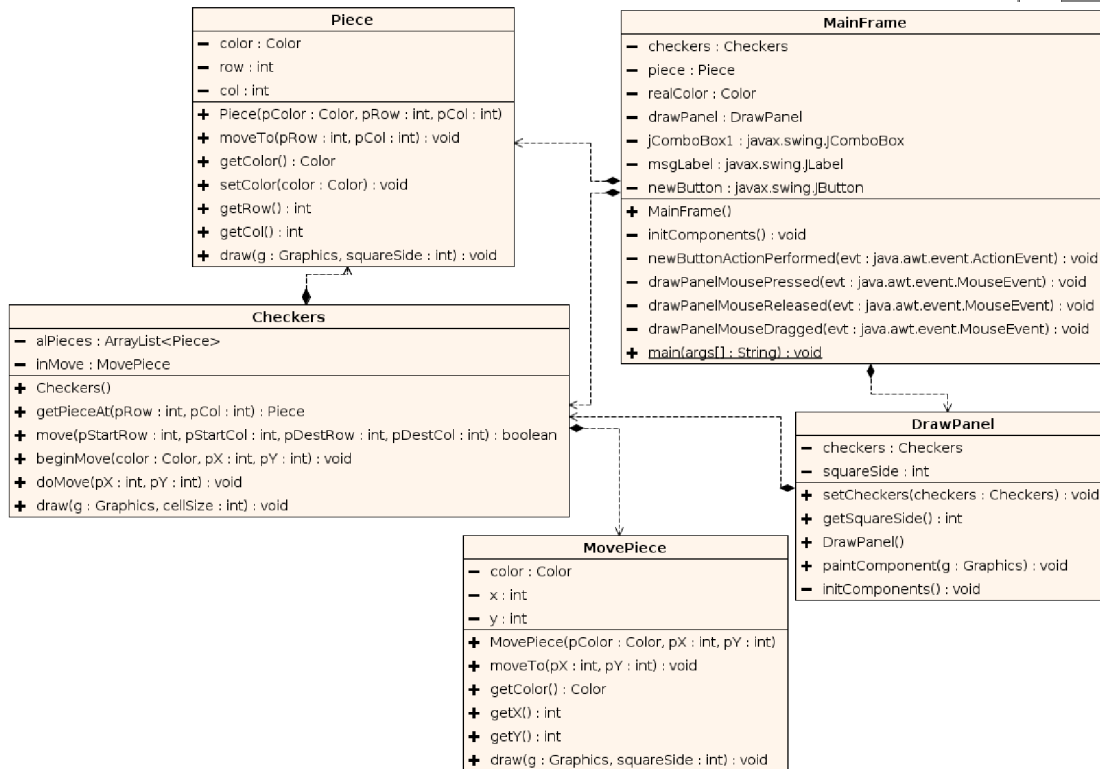 Piece
- color : Color
- row : int
- col : int
+ Piece(pColor : Color, pRow : int, pCol : int)
+ moveTo(pRow : int, pCol : int) : void
+ getColor() : Color
+ setColor(color : Color) : void
+ getRow() : int
+ getCol() : int
+ draw(g : Graphics, squareSide : int) : void
MainFrame
- checkers : Checkers
- piece : Piece
- realColor : Color
- drawPanel : DrawPanel
- jComboBox1 : javax.swing.JComboBox
- msgLabel : javax.swing.JLabel
- newButton : javax.swing.JButton
+ MainFrame()
- initComponents() : void
- newButtonActionPerformed(evt : java.awt.event.ActionEvent) : void
- drawPanelMousePressed(evt : java.awt.event.MouseEvent) : void
- drawPanelMouseReleased(evt : java.awt.event.MouseEvent) : void
- drawPanelMouseDragged(evt : java.awt.event.MouseEvent) : void
+ main(args[] : String) : void
Checkers
- alPieces : ArrayList<Piece>
- inMove : MovePiece
+ Checkers()
+ getPieceAt(pRow : int, pCol : int) : Piece
+ move(pStartRow : int, pStartCol : int, pDestRow : int, pDestCol : int) : boolean
+ beginMove(color : Color, pX : int, pY : int) : void
+ doMove(pX : int, pY : int) : void
+ draw(g : Graphics, cellSize : int) : void
DrawPanel
- checkers : Checkers
- squareSide : int
+ setCheckers(checkers : Checkers) : void
+ getSquareSide() : int
+ DrawPanel()
+ paintComponent(g : Graphics) : void
- initComponents() : void
MovePiece
- color : Color
- x : int
- y : int
+ MovePiece(pColor : Color, pX : int, pY : int)
+ moveTo(pX : int, pY : int) : void
+ getColor() : Color
+ getX() : int
+ getY() : int
+ draw(g : Graphics, squareSide : int) : void